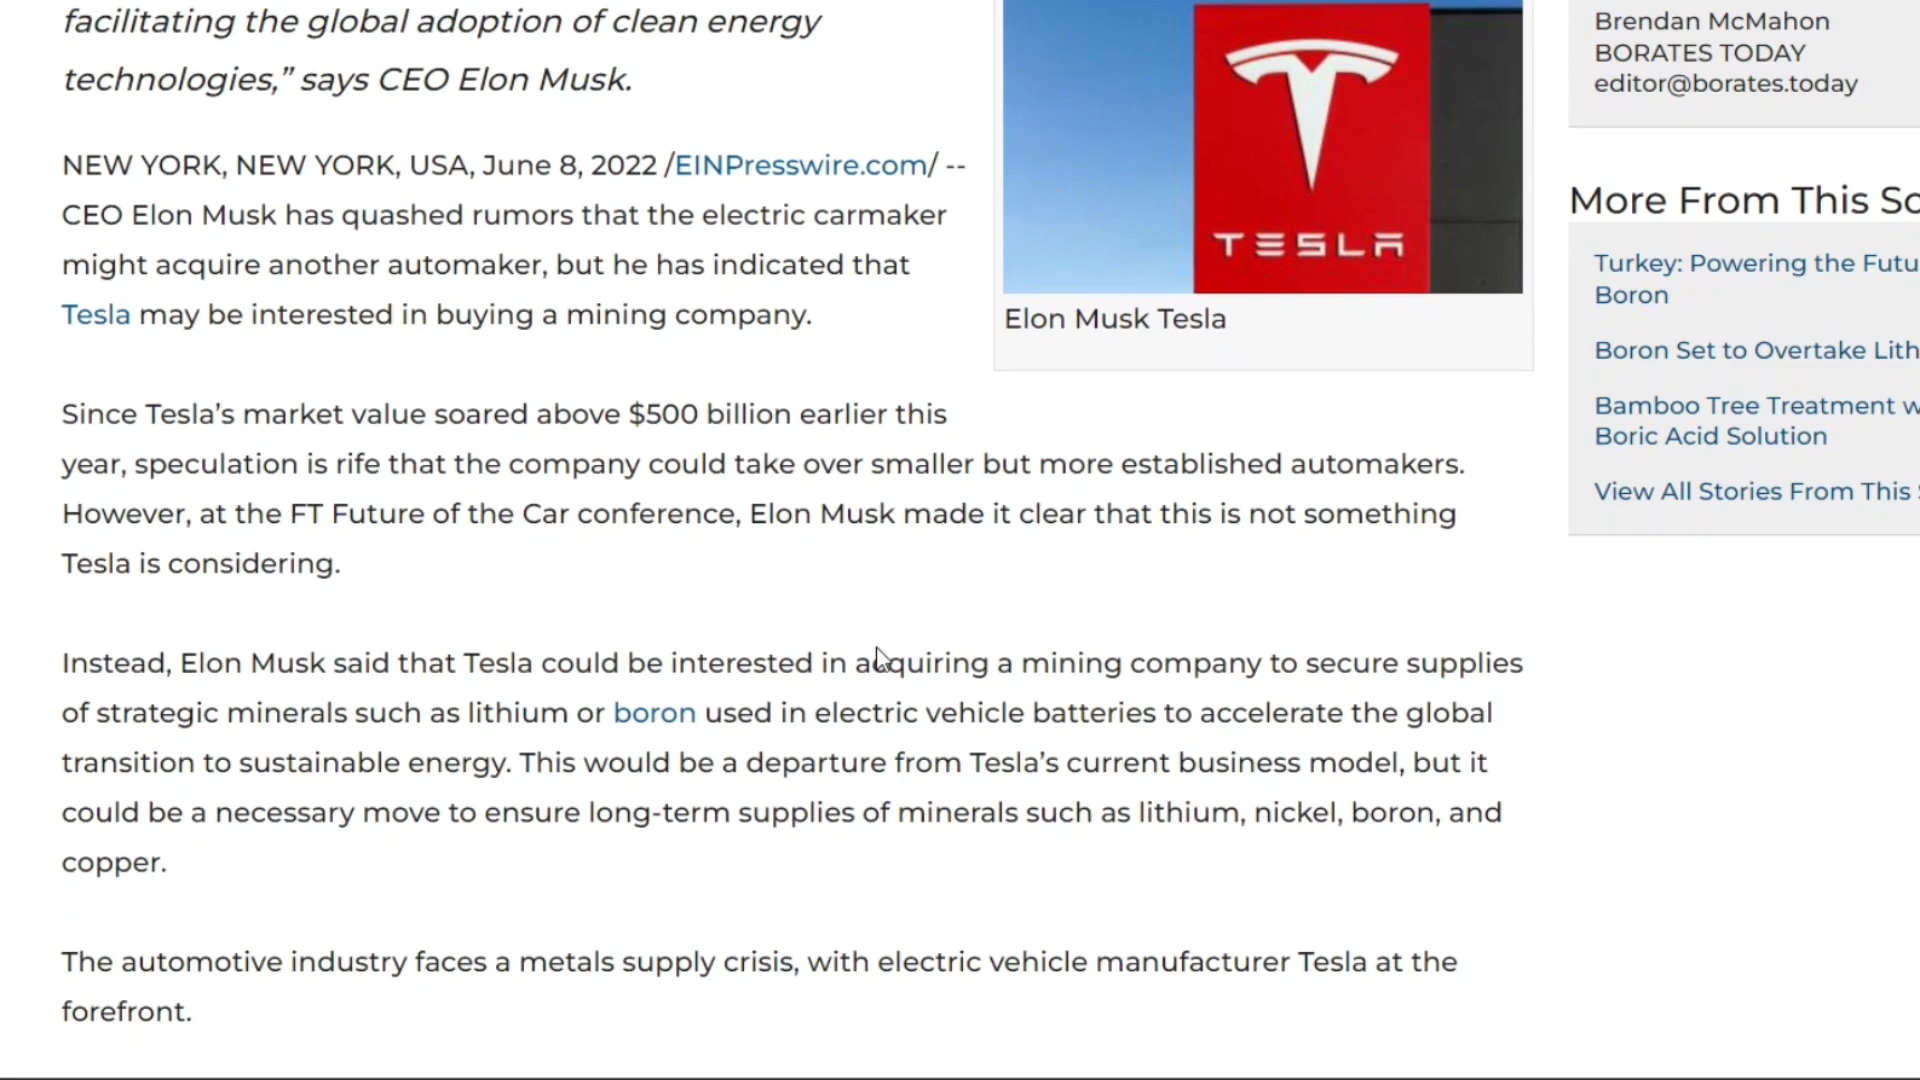 facilitating the global adoption of clean energy
technologies,” says CEO Elon Musk.
NEW YORK, NEW YORK, USA, June 8, 2022 /EINPresswire.com/ --
CEO Elon Musk has quashed rumors that the electric carmaker
might acquire another automaker, but he has indicated that
Tesla may be interested in buying a mining company.
Since Tesla’s market value soared above $500 billion earlier this
year, speculation is rife that the company could take over smaller but more established automakers.
However, at the FT Future of the Car conference, Elon Musk made it clear that this is not something
Tesla is considering.
Instead, Elon Musk said that Tesla could be interested in acquiring a mining company to secure supplies
of strategic minerals such as lithium or boron used in electric vehicle batteries to accelerate the global
transition to sustainable energy. This would be a departure from Tesla’s current business model, but it
could be a necessary move to ensure long-term supplies of minerals such as lithium, nickel, boron, and
copper.
The automotive industry faces a metals supply crisis, with electric vehicle manufacturer Tesla at the
forefront.
TESLA
Elon Musk Tesla
Brendan McMahon
BORATES TODAY
editor@borates.today
More From This
Turkey: Powering the
Boron
Boron Set to Overtake
Bamboo Tree Treatment
Boric Acid Solution
View All Stories From This